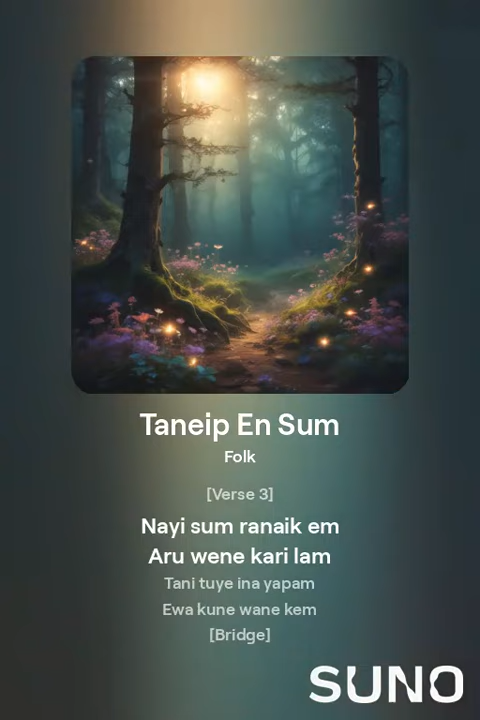 Taneip En Sum
Folk
[Verse 3]
Nayi sum ranaik em
Aru wene kari lam
Tani tuye ina yapam
Ewa kune wane kem
[Bridge]
SUNO